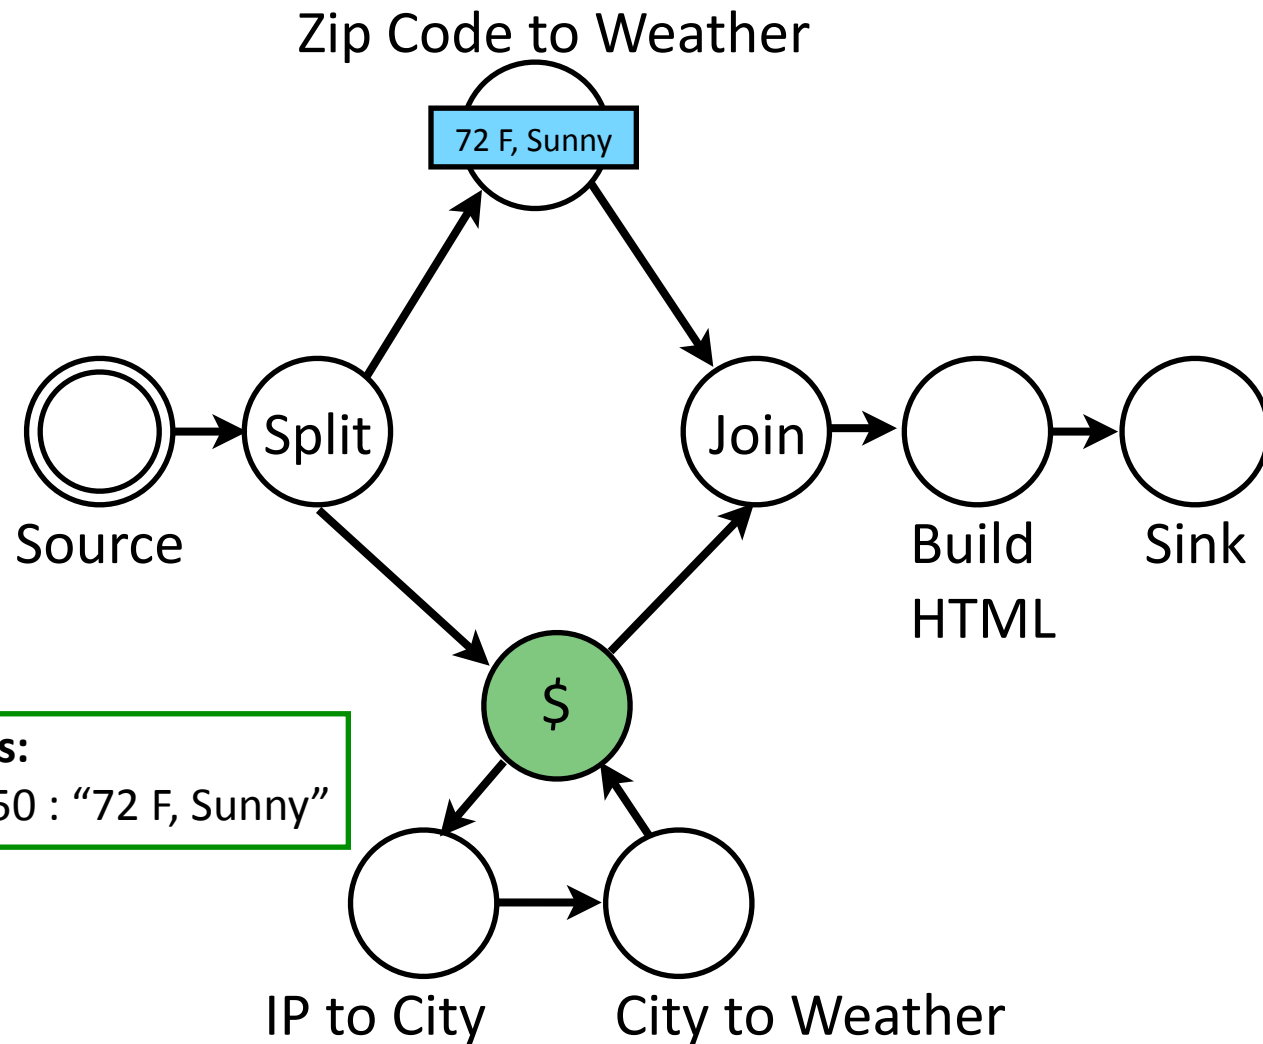 Zip Code to Weather
72 F, Sunny
Split
Join
Source
Build
HTML
Sink
$
s:
50 : “72 F, Sunny”
IP to City
City to Weather